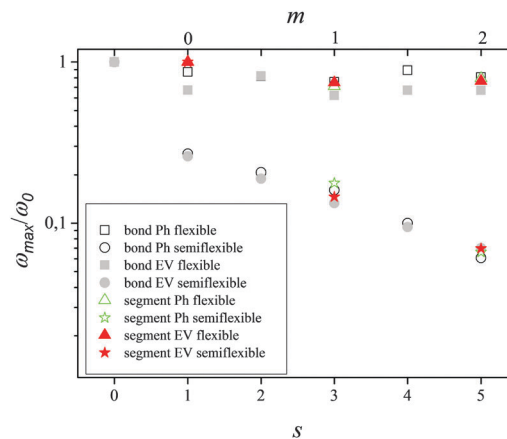 m
0 1 2
1
0,1
ω_max/ω_0
bond Ph flexible
bond Ph semiflexible
bond EV flexible
bond EV semiflexible
segment Ph flexible
segment Ph semiflexible
segment EV flexible
segment EV semiflexible
0 1 2 3 4 5
s